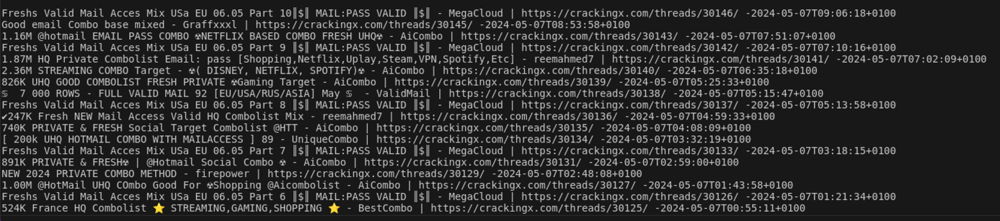 Freshs Valid Mail Acces Mix USa EU 06.05 Part 10║$║ MAIL:PASS VALID ║$║ - MegaCloud | https://crackingx.com/threads/30146/ -2024-05-07T09:06:18+0100
Good email Combo base mixed - Graffxxxl | https://crackingx.com/threads/30145/ -2024-05-07T08:53:58+0100
1.16M @hotmail EMAIL PASS COMBO ☢NETFLIX BASED COMBO FRESH UHQ☢ - AiCombo | https://crackingx.com/threads/30143/ -2024-05-07T07:51:07+0100
Freshs Valid Mail Acces Mix USa EU 06.05 Part 9 ║$║ MAIL:PASS VALID ║$║ - MegaCloud | https://crackingx.com/threads/30142/ -2024-05-07T07:10:16+0100
1.87M HQ Private Combolist Email: pass [Shopping,Netflix,Uplay,Steam,VPN,Spotify,Etc] - reemahmed7 | https://crackingx.com/threads/30141/ -2024-05-07T07:02:09+0100
2.36M STREAMING COMBO Target - ☢( DISNEY, NETFLIX, SPOTIFY)☢ - AiCombo | https://crackingx.com/threads/30140/ -2024-05-07T06:35:18+0100
826K UHQ GOOD COMBOLIST FRESH PRIVATE ☢Gaming Target - AiCombo | https://crackingx.com/threads/30139/ -2024-05-07T05:25:33+0100
♋ 7 000 ROWS - FULL VALID MAIL 92 [EU/USA/RUS/ASIA] May ♋ - ValidMail | https://crackingx.com/threads/30138/ -2024-05-07T05:15:47+0100
Freshs Valid Mail Acces Mix USa EU 06.05 Part 8 ║$║ MAIL:PASS VALID ║$║ - MegaCloud | https://crackingx.com/threads/30137/ -2024-05-07T05:13:58+0100
✔247K Fresh NEW Mail Access Valid HQ Combolist Mix - reemahmed7 | https://crackingx.com/threads/30136/ -2024-05-07T04:59:33+0100
740K PRIVATE & FRESH Social Target Combolist @HTT - AiCombo | https://crackingx.com/threads/30135/ -2024-05-07T04:08:09+0100
[ 200k UHQ HOTMAIL COMBO WITH MAILACCESS ] 89 - UniqueCombo | https://crackingx.com/threads/30134/ -2024-05-07T03:32:19+0100
Freshs Valid Mail Acces Mix USa EU 06.05 Part 7 ║$║ MAIL:PASS VALID ║$║ - MegaCloud | https://crackingx.com/threads/30133/ -2024-05-07T03:18:15+0100
891K PRIVATE & FRESH☢ | @Hotmail Social Combo ☢ - AiCombo | https://crackingx.com/threads/30131/ -2024-05-07T02:59:00+0100
NEW 2024 PRIVATE COMBO METHOD - firepower | https://crackingx.com/threads/30129/ -2024-05-07T02:48:08+0100
1.00M @HotMail UHQ COmbo Good For ☢Shopping @Aicombolist - AiCombo | https://crackingx.com/threads/30127/ -2024-05-07T01:43:58+0100
Freshs Valid Mail Acces Mix USa EU 06.05 Part 6 ║$║ MAIL:PASS VALID ║$║ - MegaCloud | https://crackingx.com/threads/30126/ -2024-05-07T01:21:34+0100
524K France HQ Combolist ⭐ STREAMING,GAMING,SHOPPING ⭐ - BestCombo | https://crackingx.com/threads/30125/ -2024-05-07T00:55:11+0100